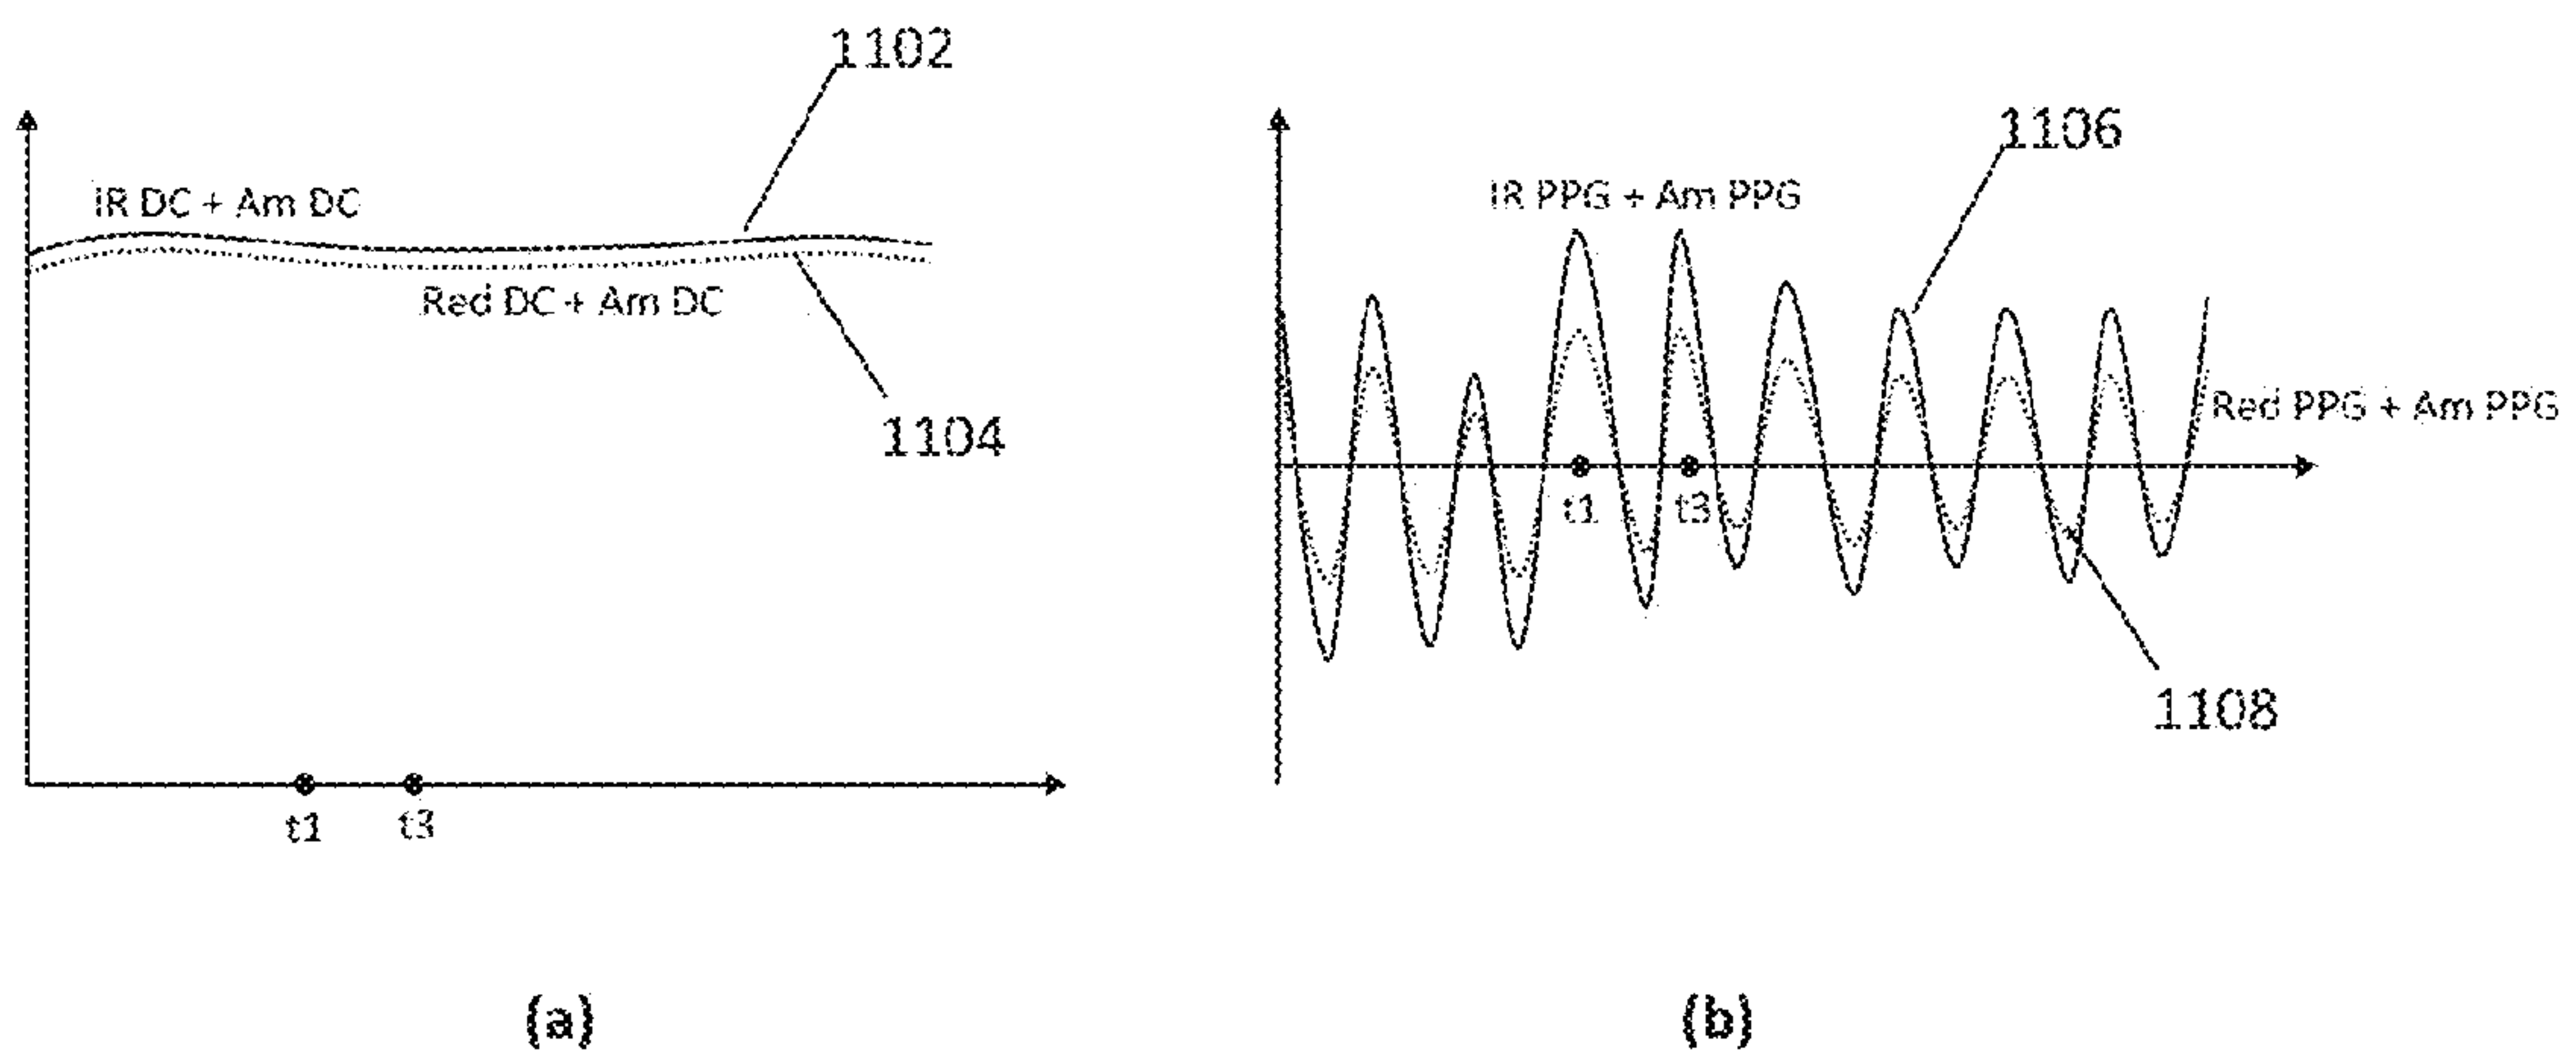 1102
IR DC + Am DC
Red DC + Am DC
1104
t1 t3
(a)
1106
IR PPG + Am PPG
Red PPG + Am PPG
t1 t3
1108
(b)